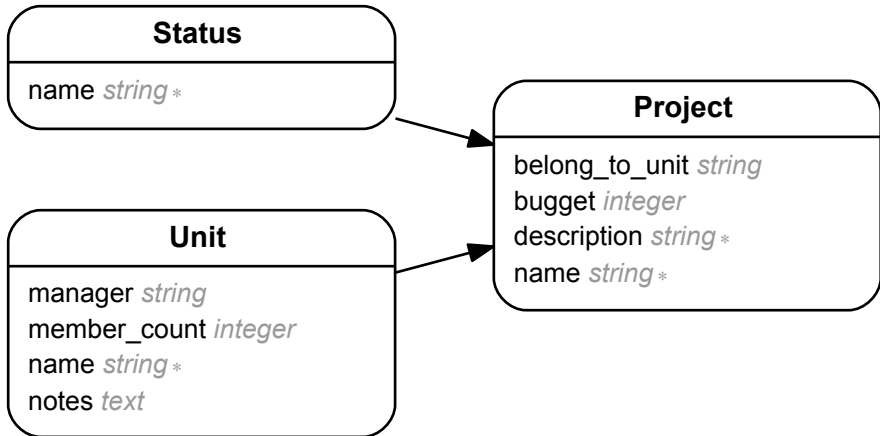 Status
name string *
Unit
manager string
member_count integer
name string *
notes text
Project
belong_to_unit string
bugget integer
description string *
name string *